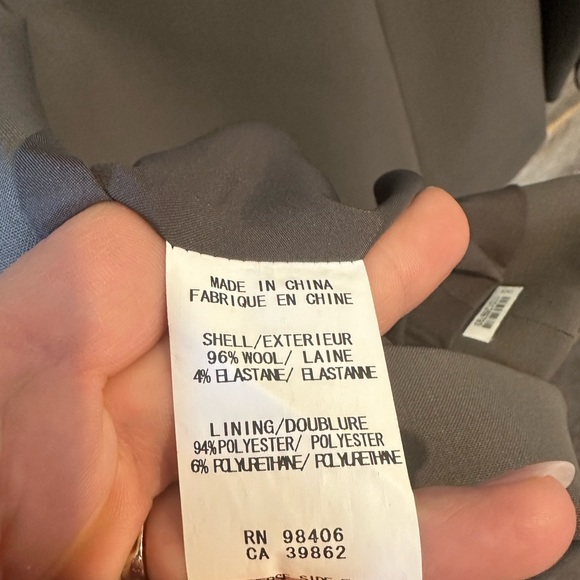 MADE IN CHINA
FABRIQUE EN CHINE
SHELL/EXTERIEUR
96% WOOL/ LAINE
4% ELASTANE/ ELASTANNE
LINING/DOUBLURE
94%POLYESTER/ POLYESTER
6% POLYURETHANE/ POLYURETHANE
RN 98406
CA 39862
SIDE